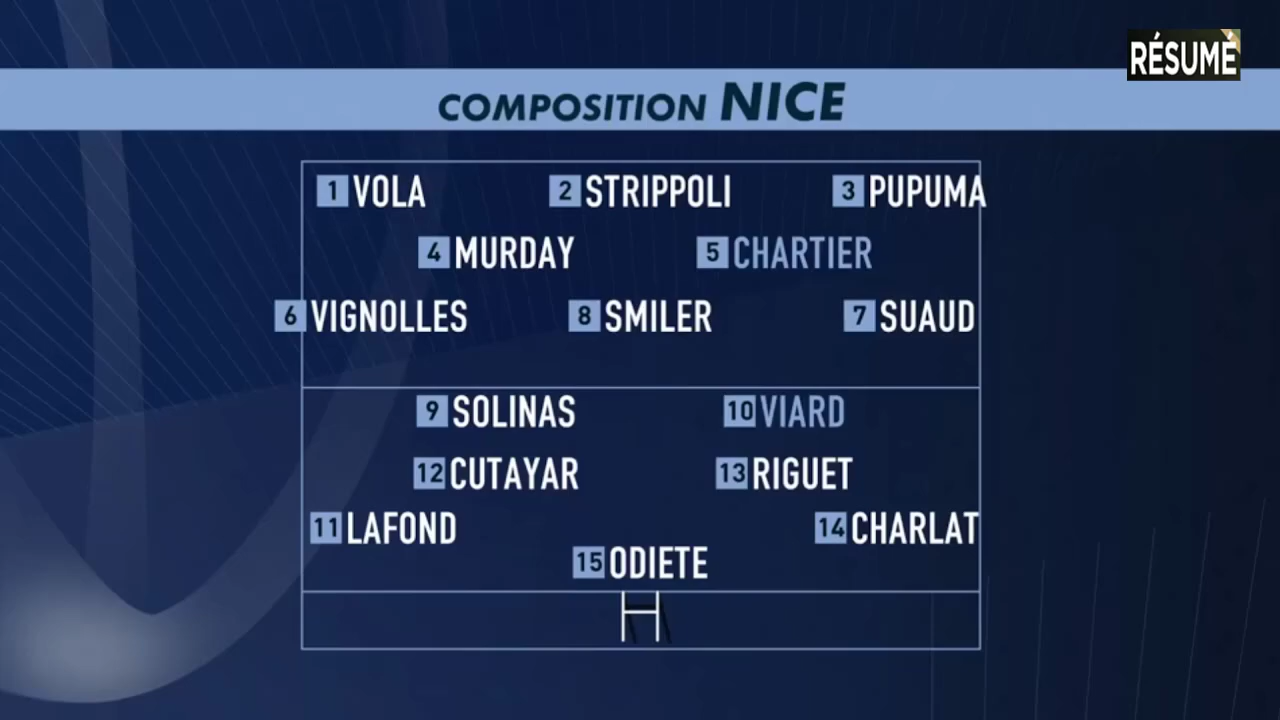 RÉSUMÉ
COMPOSITION NICE
1 VOLA 2 STRIPPOLI 3 PUPUMA
4 MURDAY 5 CHARTIER
6 VIGNOLLES 8 SMILER 7 SUAUD
9 SOLINAS 10 VIARD
12 CUTAYAR 13 RIGUET
11 LAFOND 14 CHARLAT
15 ODIETE